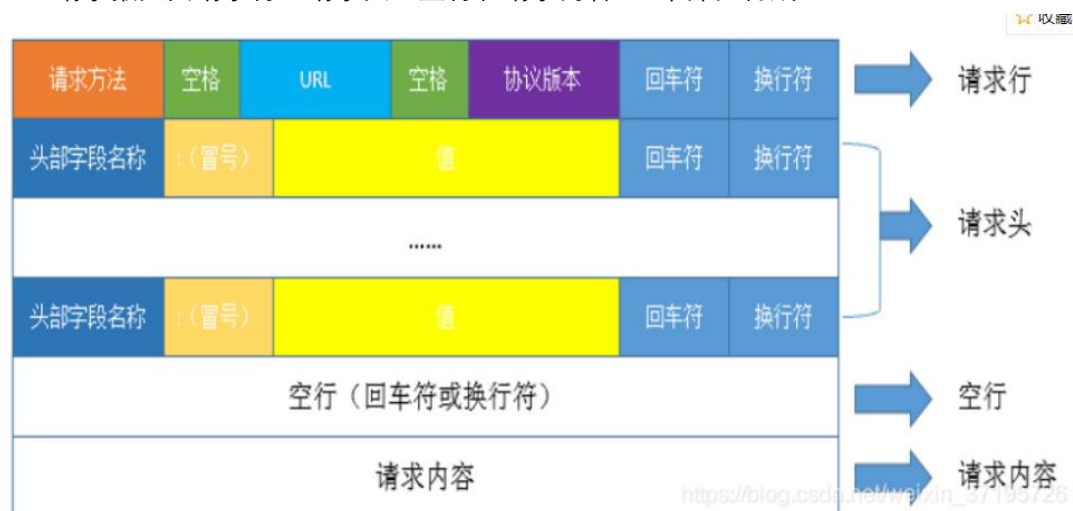 收藏
请求方法 空格 URL 空格 协议版本 回车符 换行符 请求行
头部字段名称 :（冒号） 值 回车符 换行符
...... 请求头
头部字段名称 :（冒号） 值 回车符 换行符
空行（回车符或换行符） 空行
请求内容 请求内容
https://blog.csdn.net/weixin_37195726